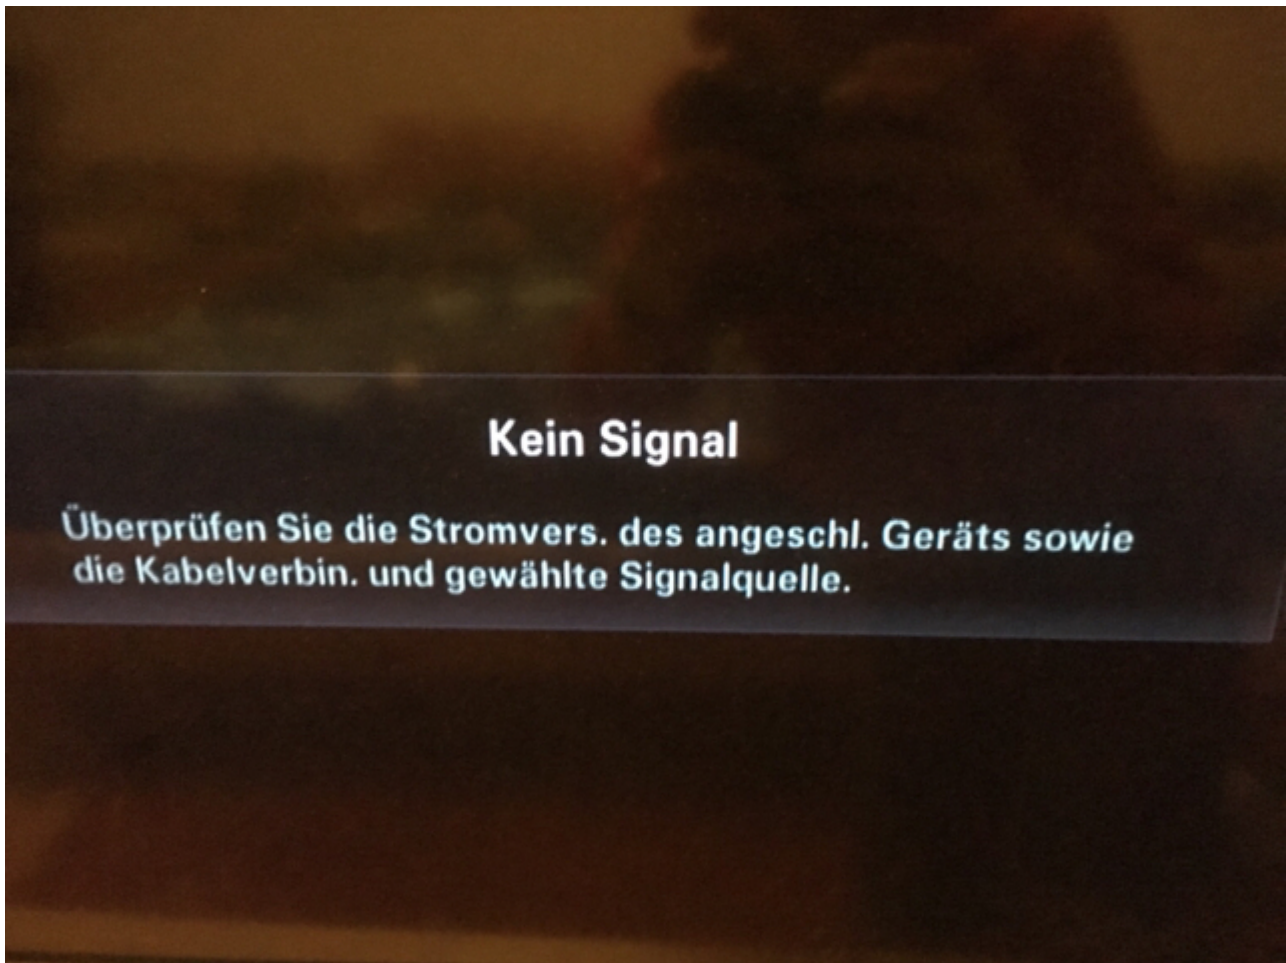 Kein Signal
Überprüfen Sie die Stromvers. des angeschl. Geräts sowie
die Kabelverbin. und gewählte Signalquelle.